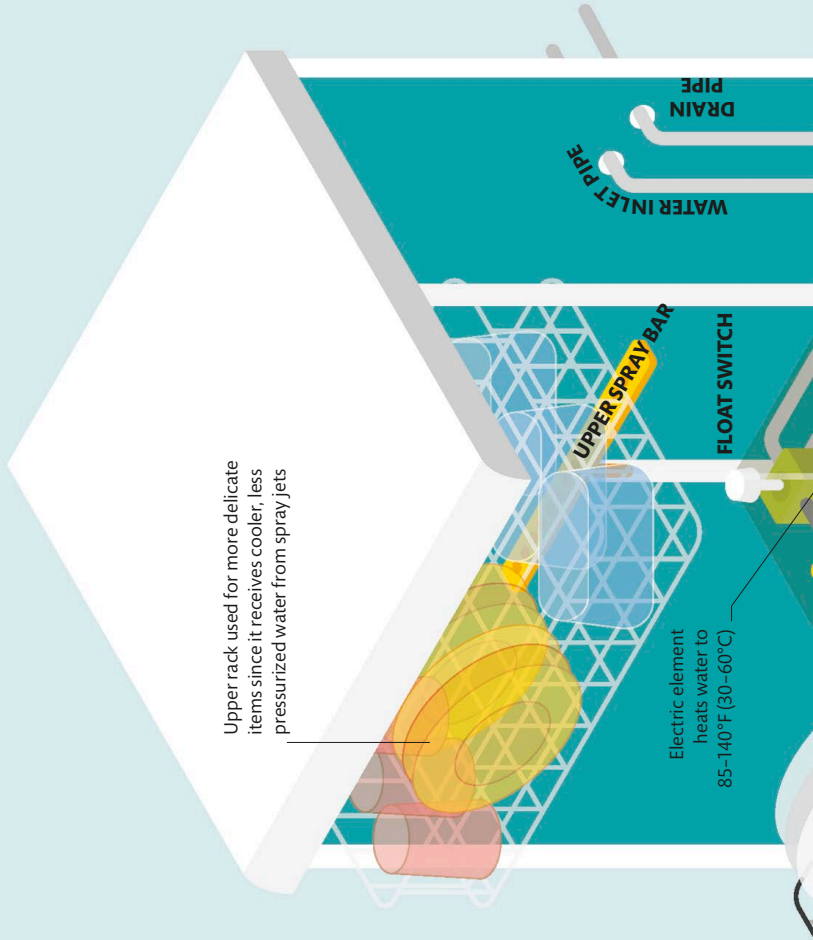 Upper rack used for more delicate
items since it receives cooler, less
pressurized water from spray jets
WATER INLET PIPE
DRAIN
PIPE
UPPER SPRAY BAR
FLOAT SWITCH
Electric element
heats water to
85–140°F (30–60°C)